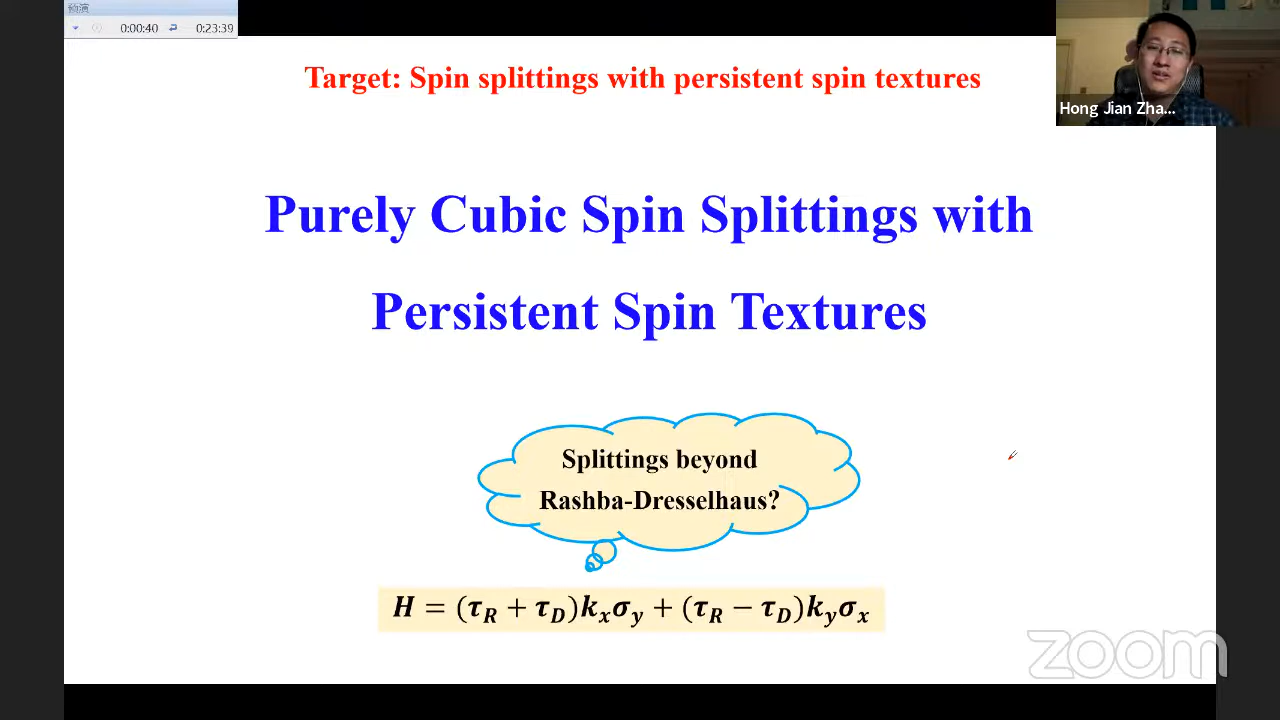 0:00:40
0:23:39
Target: Spin splittings with persistent spin textures
Hong Jian Zha...
Purely Cubic Spin Splittings with
Persistent Spin Textures
Splittings beyond
Rashba-Dresselhaus?
H = (τ_R + τ_D)k_xσ_y + (τ_R − τ_D)k_yσ_x
zoom